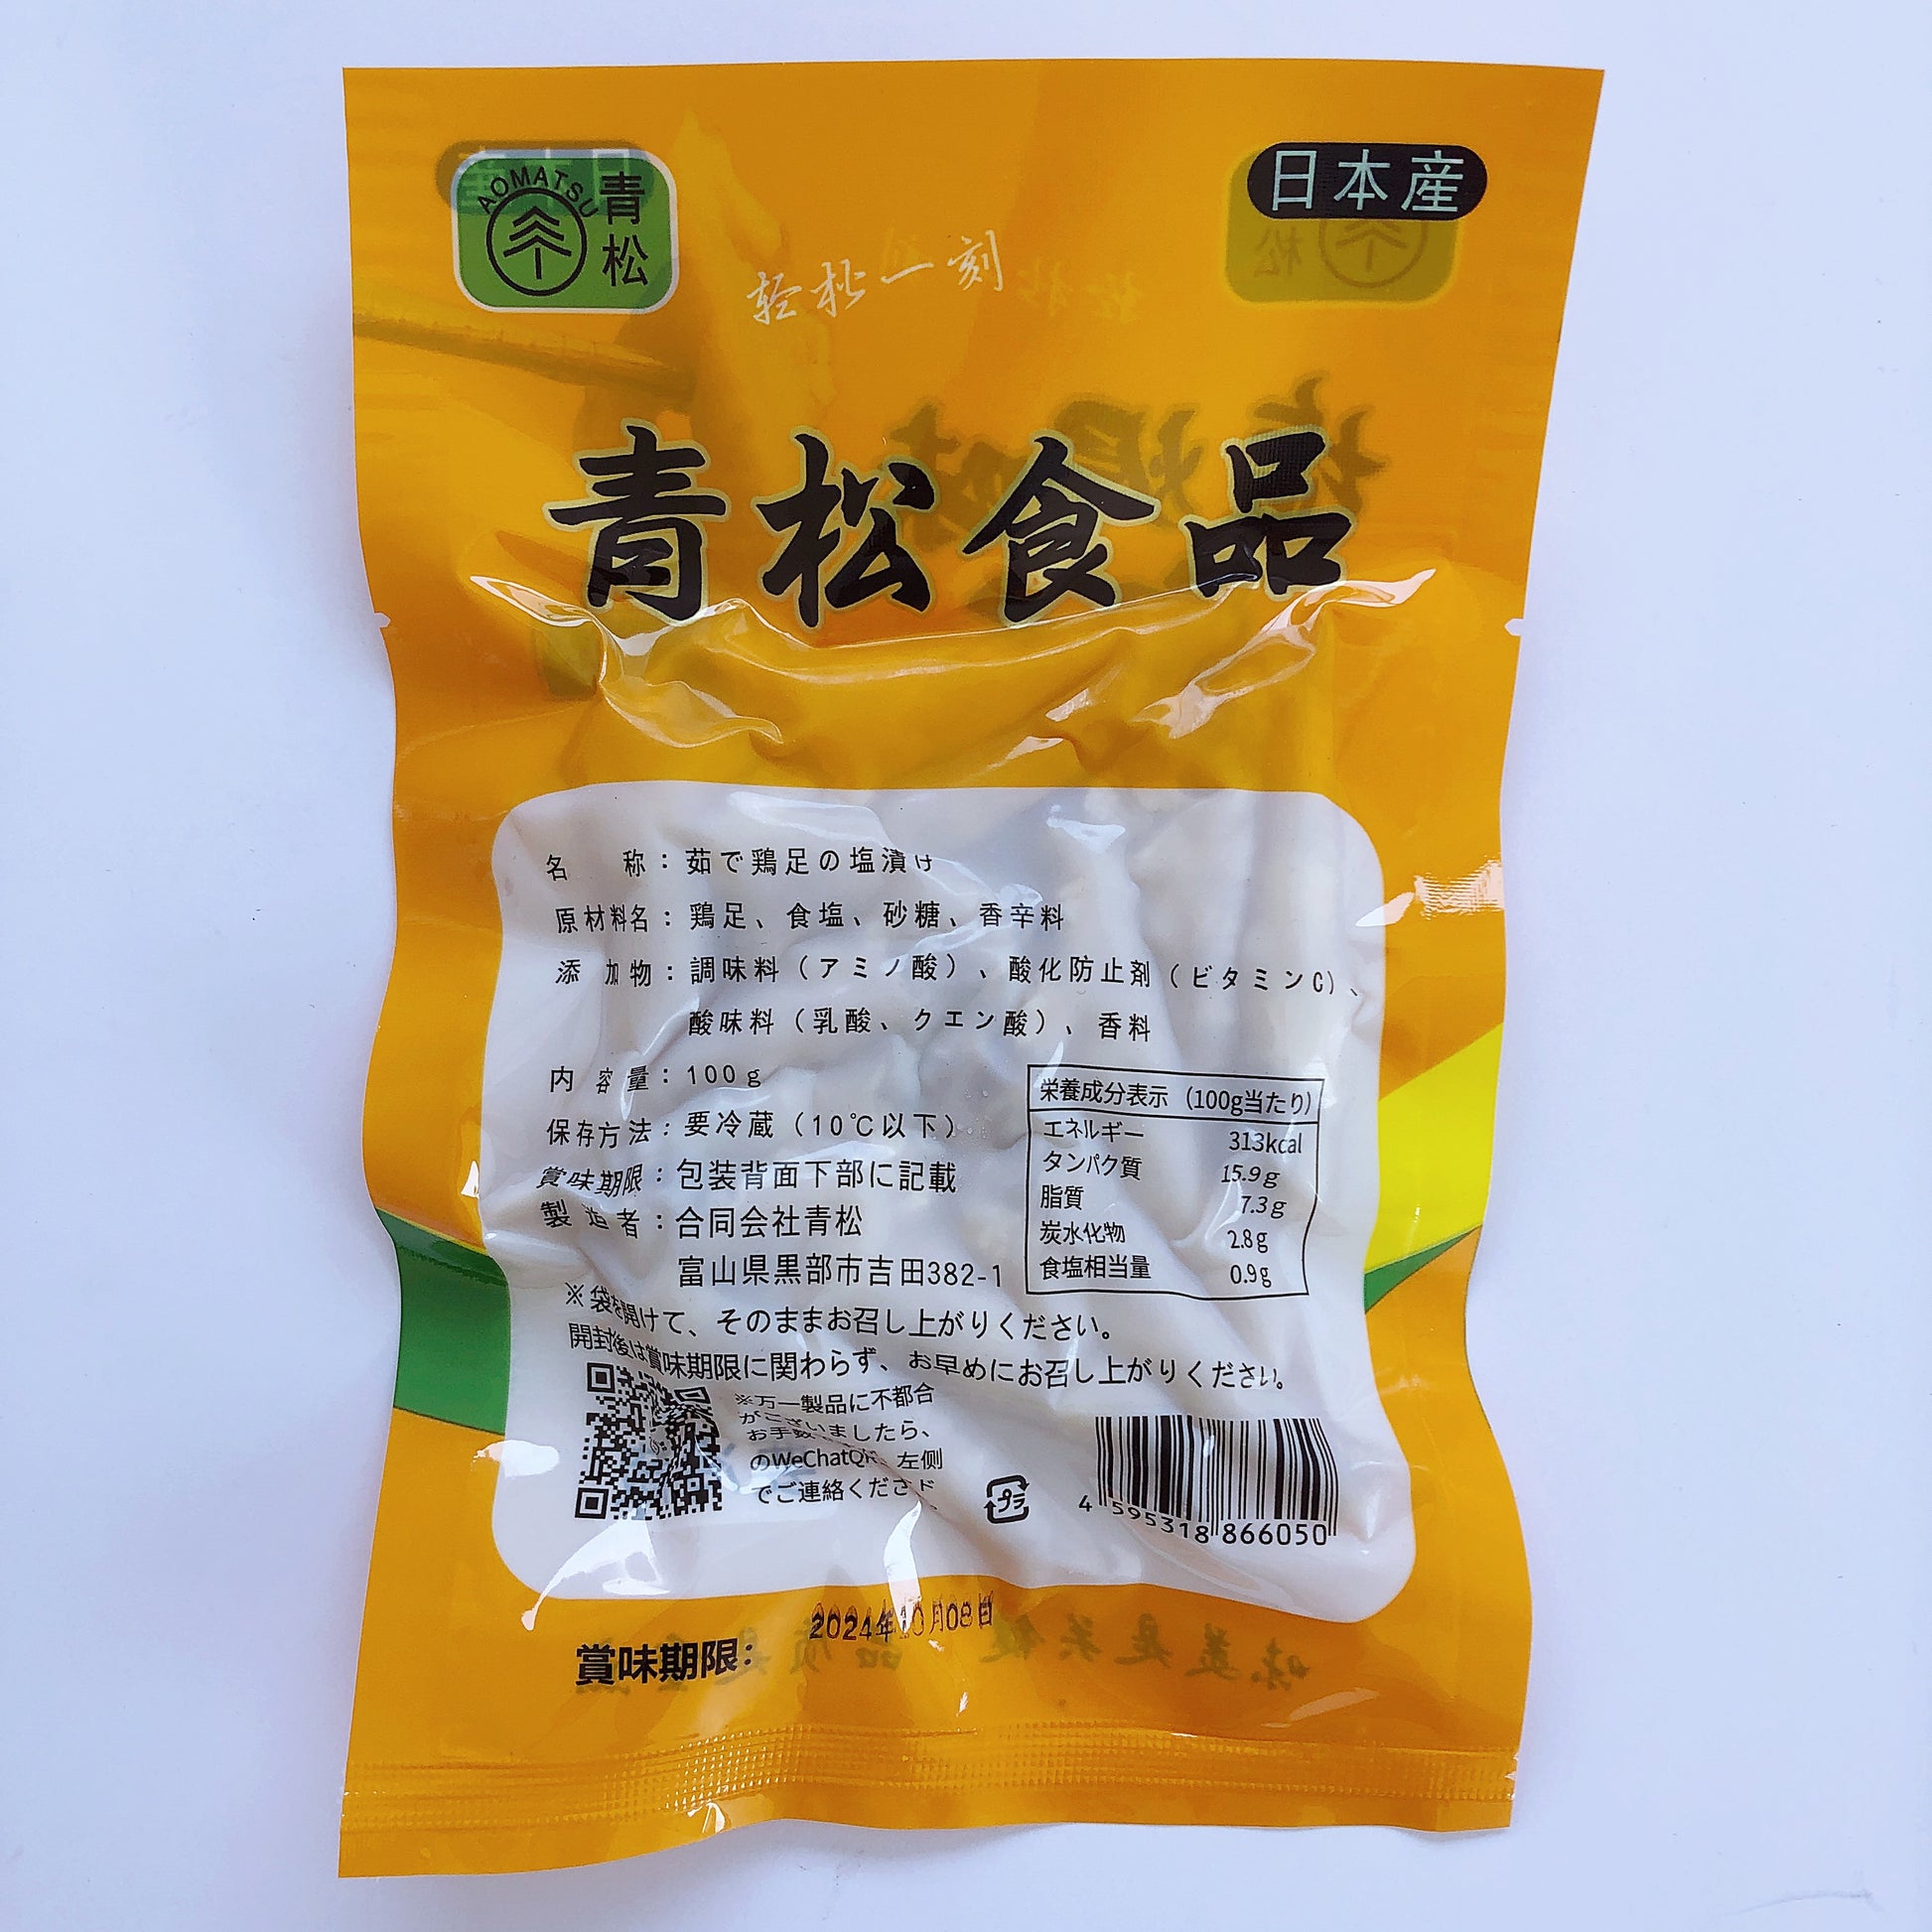 AOMATSU
青松
日本産
轻松一刻
青松食品
名称：茹で鶏足の塩漬け
原材料名：鶏足、食塩、砂糖、香辛料
添加物：調味料（アミノ酸）、酸化防止剤（ビタミンC）、
酸味料（乳酸、クエン酸）、香料
内容量：100g
保存方法：要冷蔵（10℃以下）
賞味期限：包装背面下部に記載
製造者：合同会社青松
富山県黒部市吉田382-1
栄養成分表示（100g当たり）
エネルギー 313kcal
タンパク質 15.9g
脂質 7.3g
炭水化物 2.8g
食塩相当量 0.9g
※袋を開けて、そのままお召し上がりください。
開封後は賞味期限に関わらず、お早めにお召し上がりください。
※万一製品に不都合
がございましたら、
お手数
のWeChatQR 左側
でご連絡くださ
プラ
4 595318 866050
賞味期限：
2024年10月08日